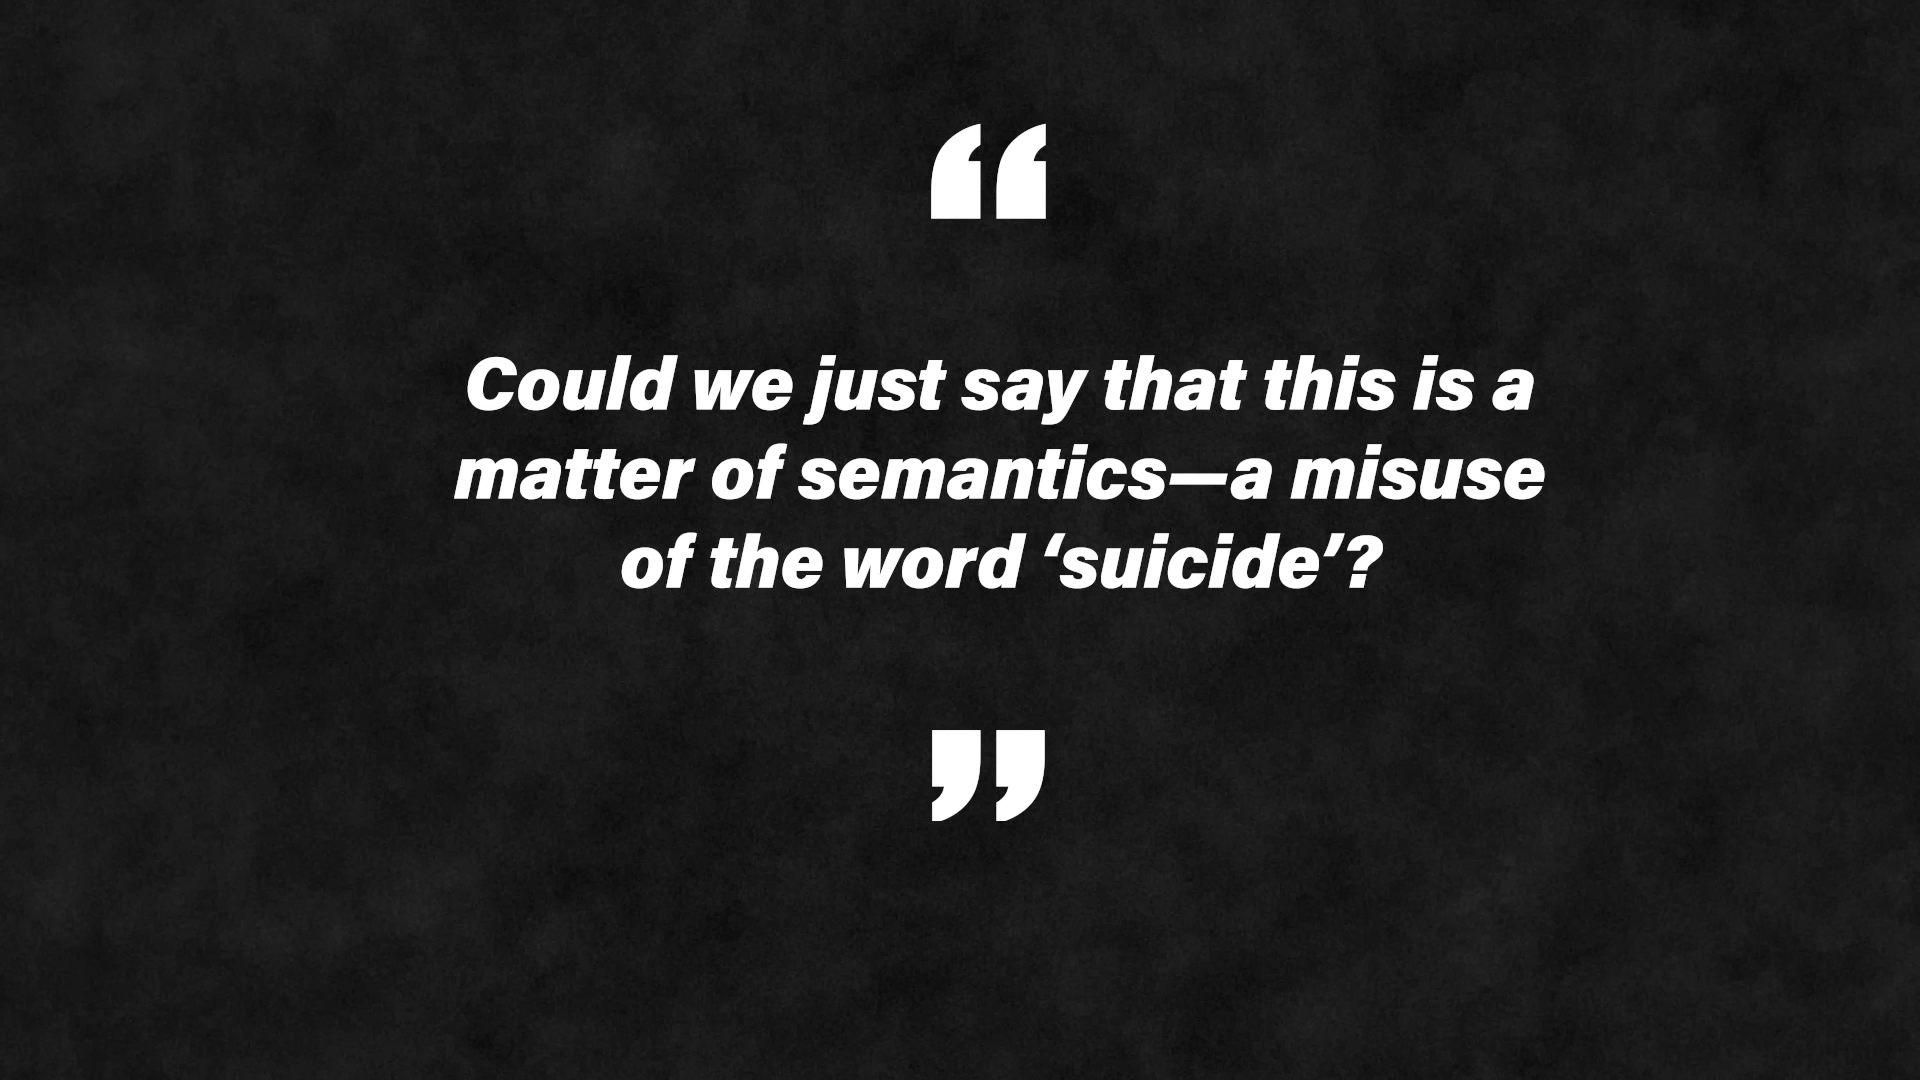 “
Could we just say that this is a
matter of semantics—a misuse
of the word ‘suicide’?
”